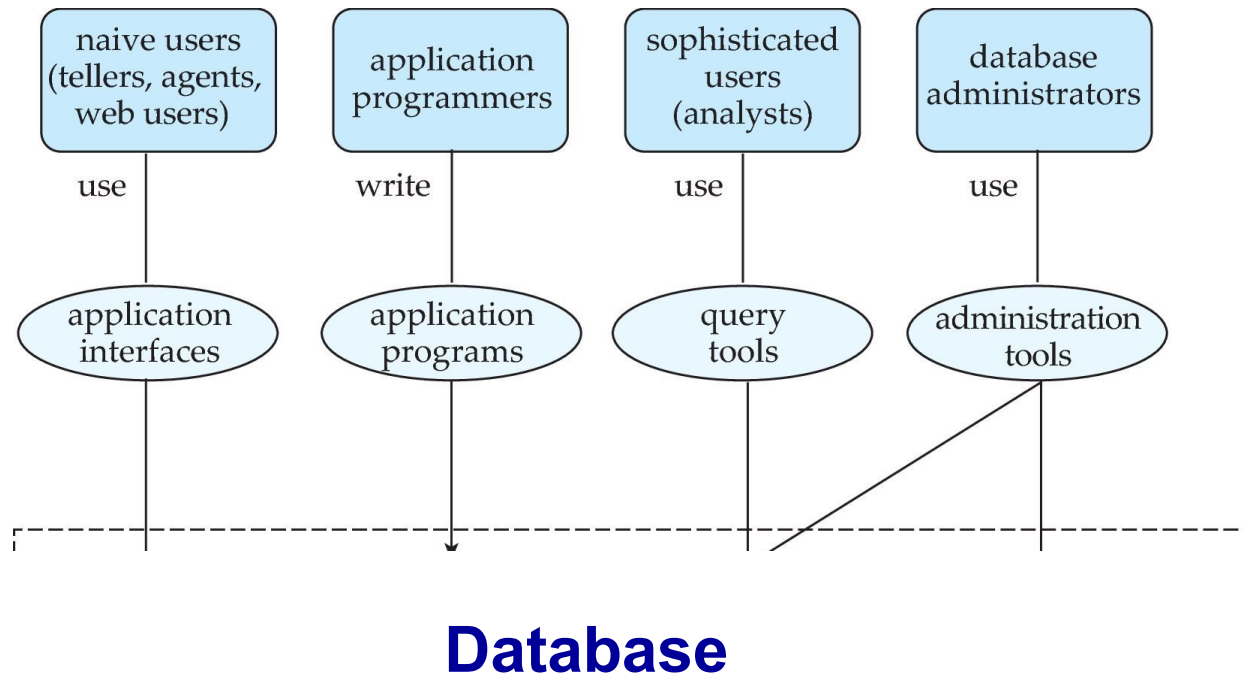 naive users
(tellers, agents,
web users)
application
programmers
sophisticated
users
(analysts)
database
administrators
use
write
use
use
application
interfaces
application
programs
query
tools
administration
tools
Database